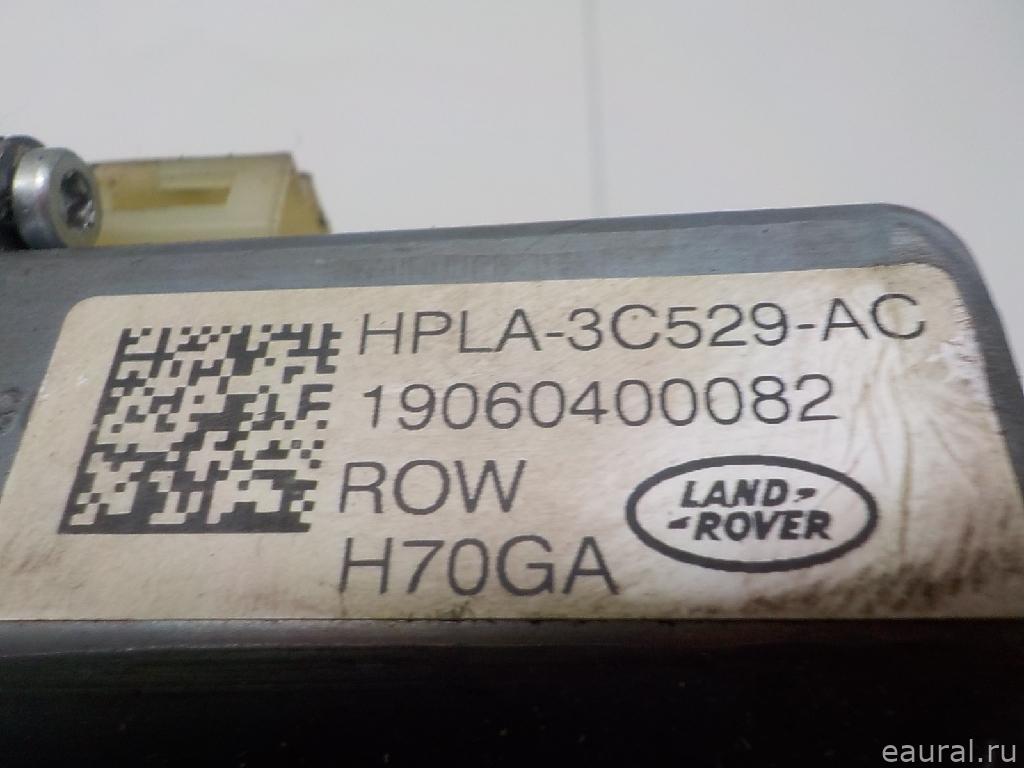 HPLA-3C529-AC
19060400082
ROW
H70GA
LAND-
-ROVER
eaural.ru